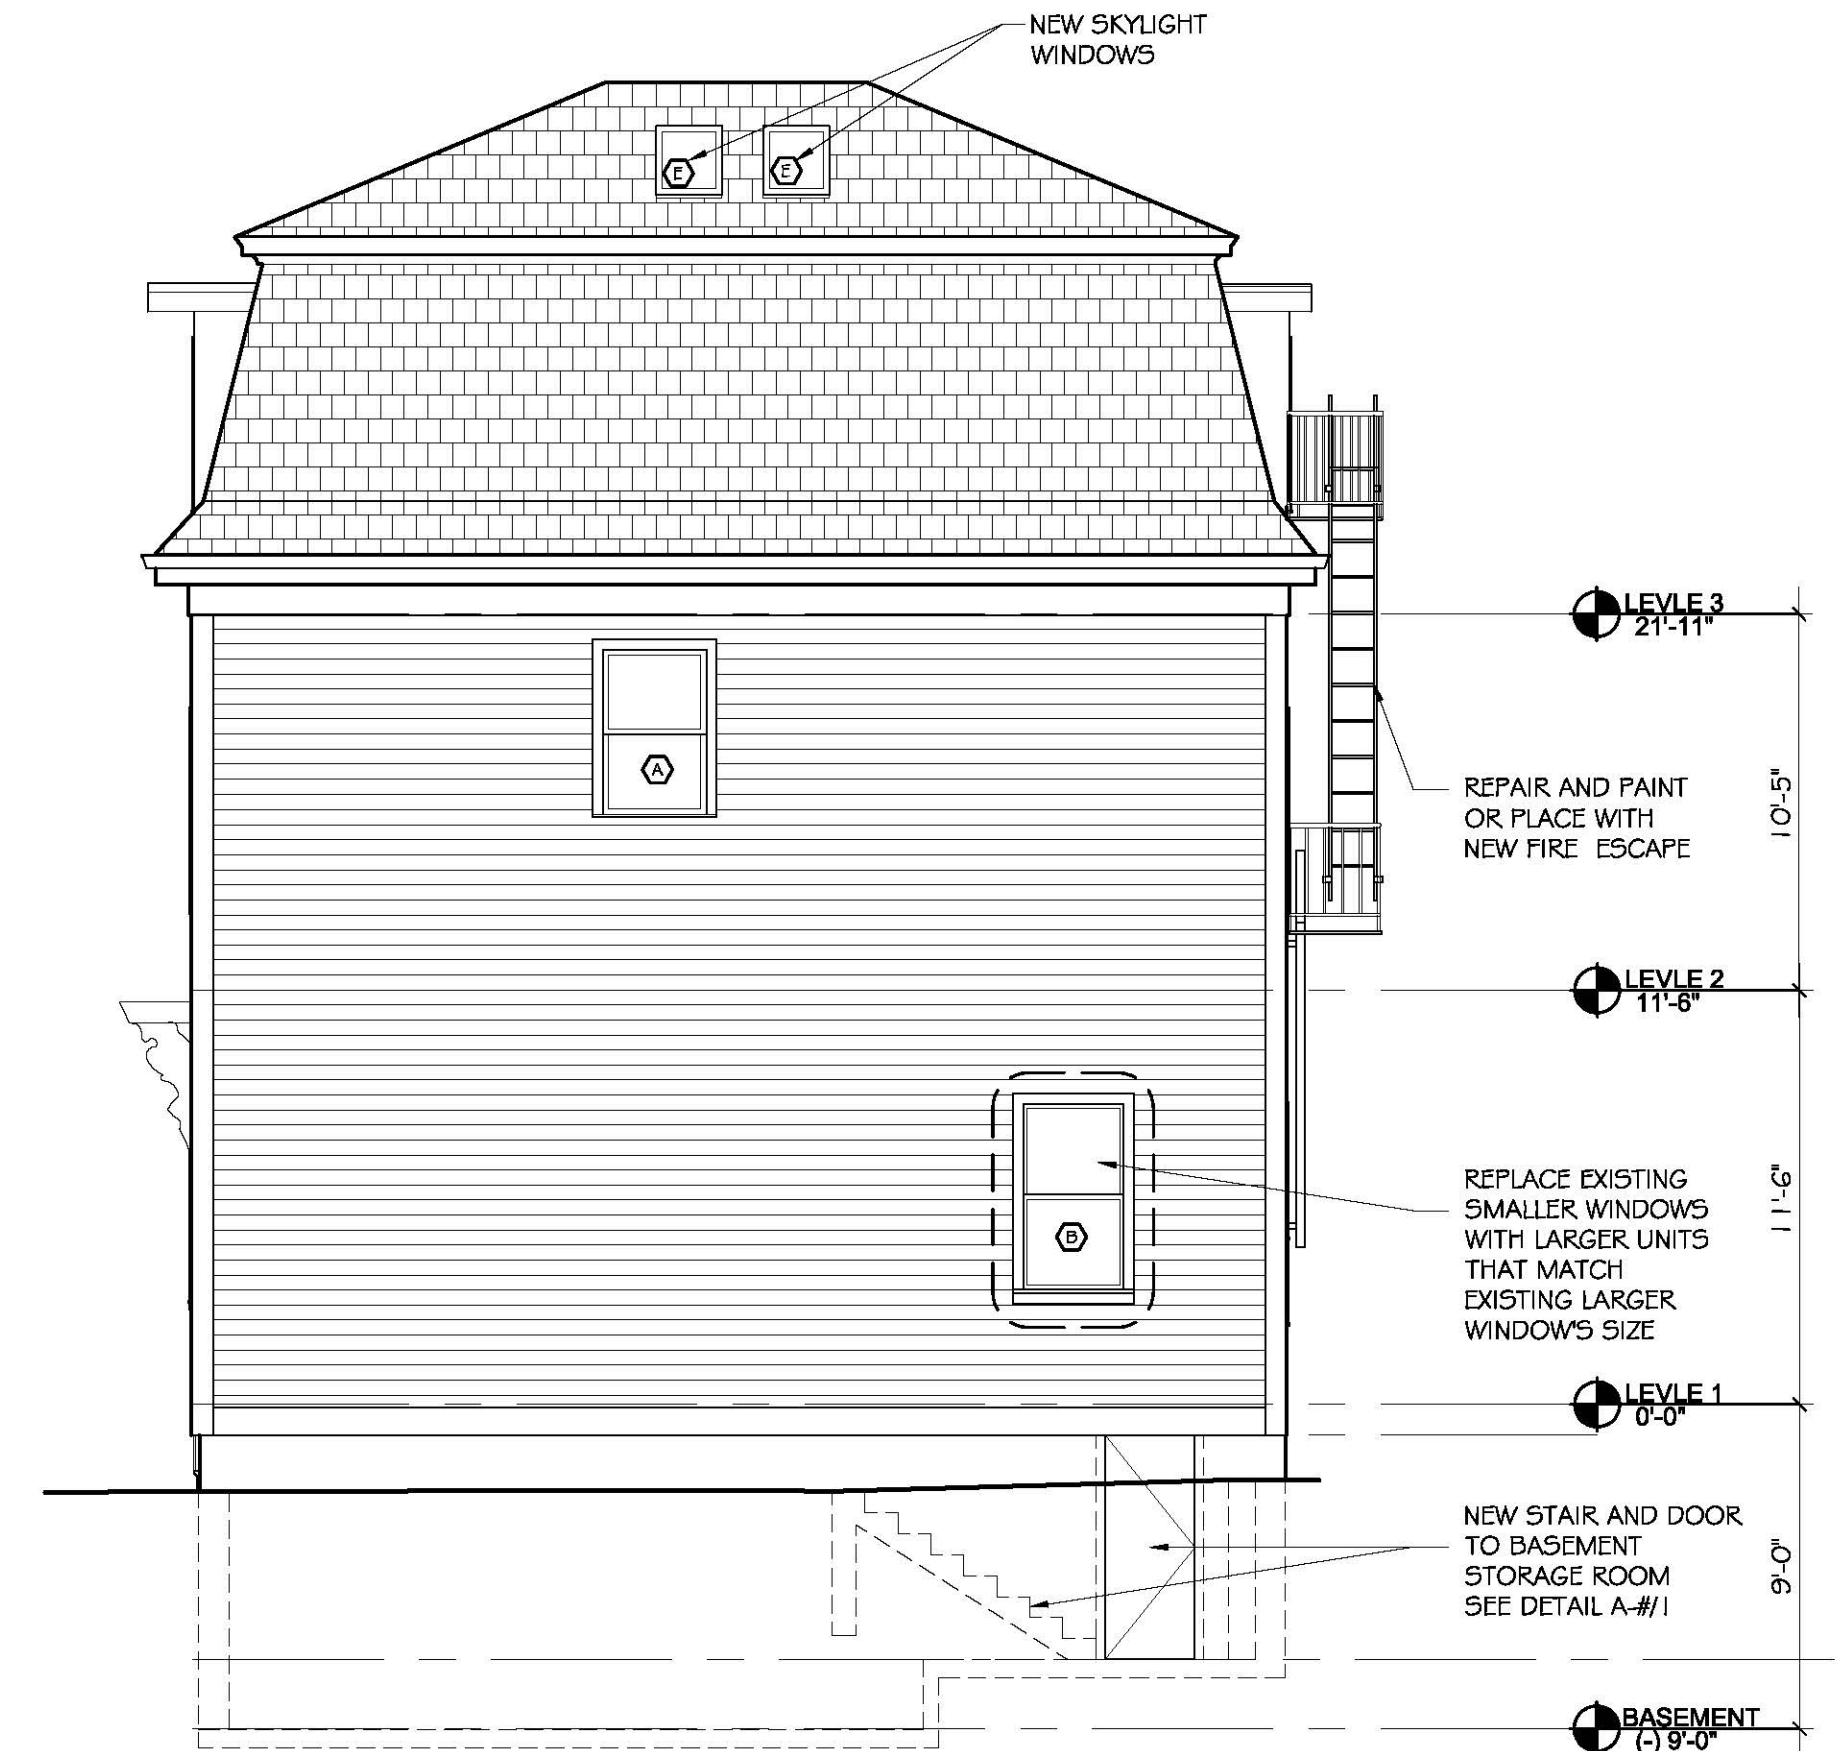 NEW SKYLIGHT
WINDOWS
E
E
LEVLE 3
21'-11"
A
REPAIR AND PAINT
OR PLACE WITH
NEW FIRE ESCAPE
10'-5"
LEVLE 2
11'-6"
B
REPLACE EXISTING
SMALLER WINDOWS
WITH LARGER UNITS
THAT MATCH
EXISTING LARGER
WINDOW'S SIZE
11'-6"
LEVLE 1
0'-0"
NEW STAIR AND DOOR
TO BASEMENT
STORAGE ROOM
SEE DETAIL A-#/1
9'-0"
BASEMENT
(-) 9'-0"